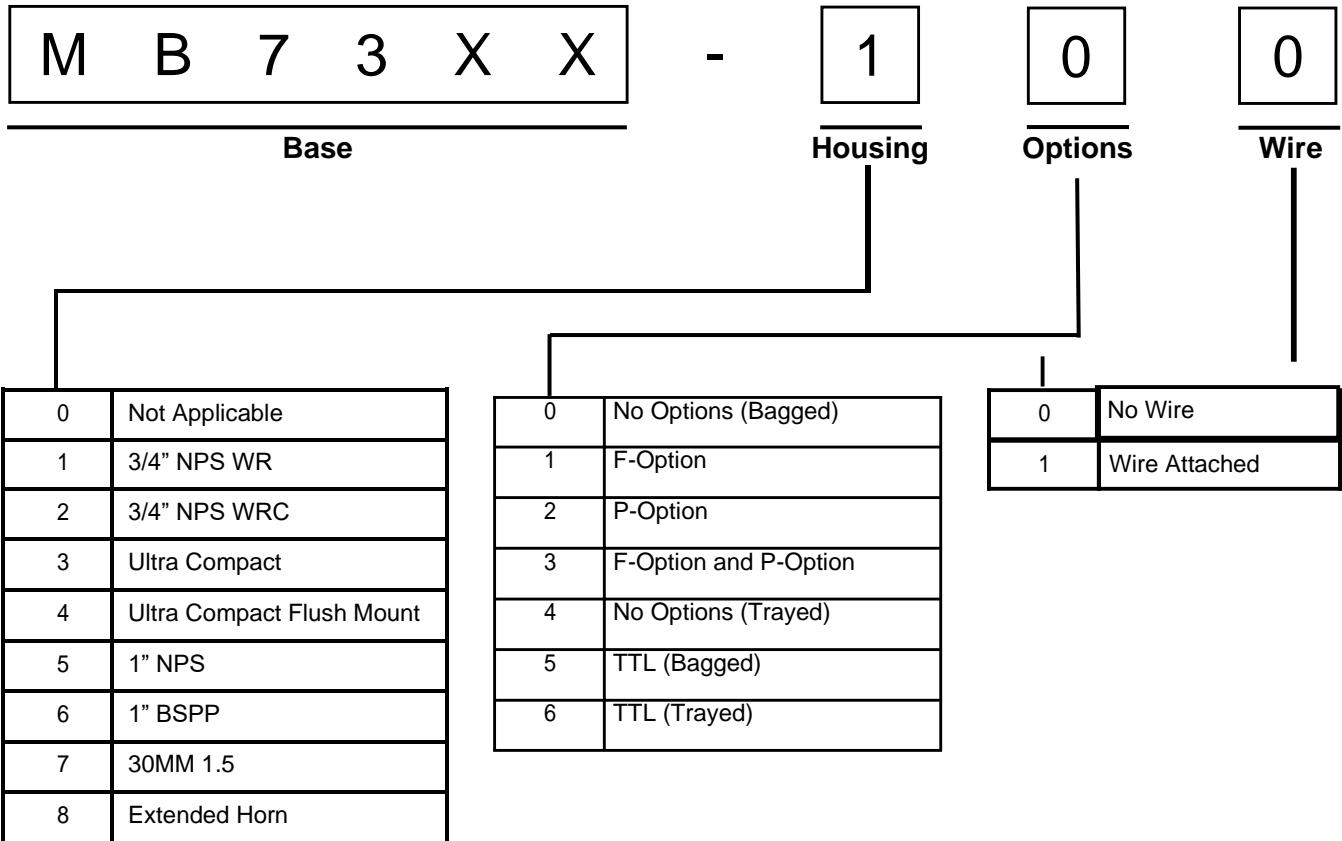 M B 7 3 X X - 1 0 0
Base Housing Options Wire
0 Not Applicable
1 3/4” NPS WR
2 3/4” NPS WRC
3 Ultra Compact
4 Ultra Compact Flush Mount
5 1” NPS
6 1” BSPP
7 30MM 1.5
8 Extended Horn
0 No Options (Bagged)
1 F-Option
2 P-Option
3 F-Option and P-Option
4 No Options (Trayed)
5 TTL (Bagged)
6 TTL (Trayed)
0 No Wire
1 Wire Attached